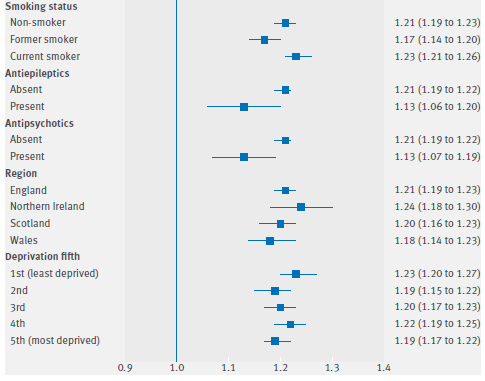 Smoking status
Non-smoker 1.21 (1.19 to 1.23)
Former smoker 1.17 (1.14 to 1.20)
Current smoker 1.23 (1.21 to 1.26)
Antiepileptics
Absent 1.21 (1.19 to 1.22)
Present 1.13 (1.06 to 1.20)
Antipsychotics
Absent 1.21 (1.19 to 1.22)
Present 1.13 (1.07 to 1.19)
Region
England 1.21 (1.19 to 1.23)
Northern Ireland 1.24 (1.18 to 1.30)
Scotland 1.20 (1.16 to 1.23)
Wales 1.18 (1.14 to 1.23)
Deprivation fifth
1st (least deprived) 1.23 (1.20 to 1.27)
2nd 1.19 (1.15 to 1.22)
3rd 1.20 (1.17 to 1.23)
4th 1.22 (1.19 to 1.25)
5th (most deprived) 1.19 (1.17 to 1.22)
0.9 1.0 1.1 1.2 1.3 1.4